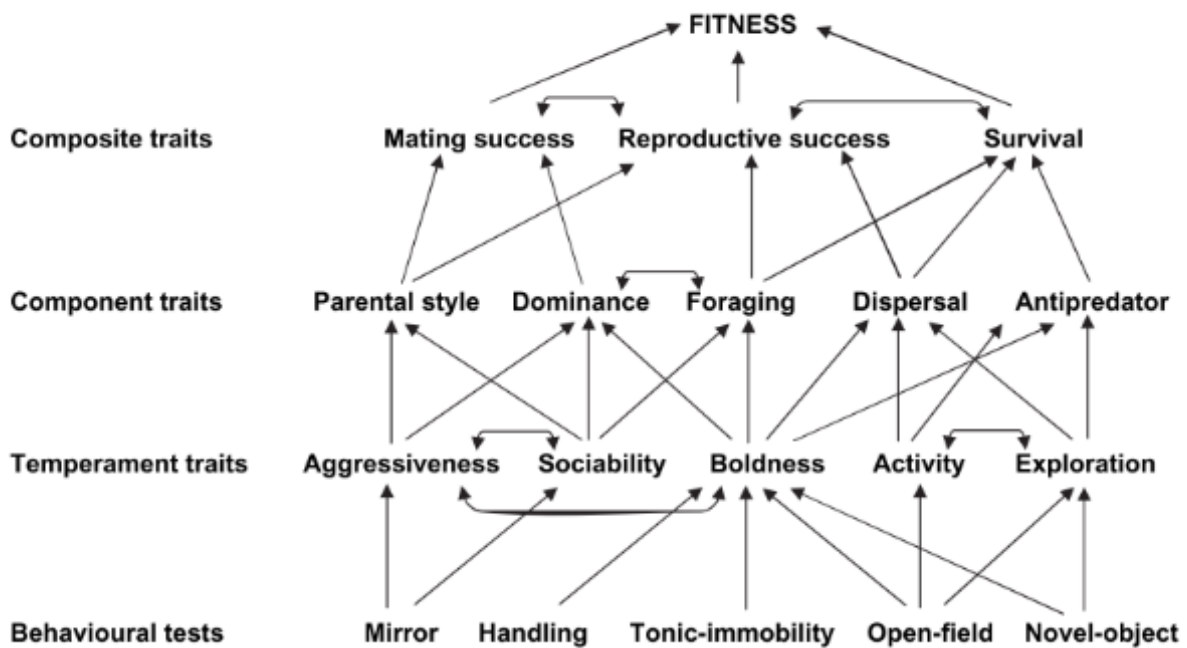 FITNESS
Composite traits Mating success Reproductive success Survival
Component traits Parental style Dominance Foraging Dispersal Antipredator
Temperament traits Aggressiveness Sociability Boldness Activity Exploration
Behavioural tests Mirror Handling Tonic-immobility Open-field Novel-object